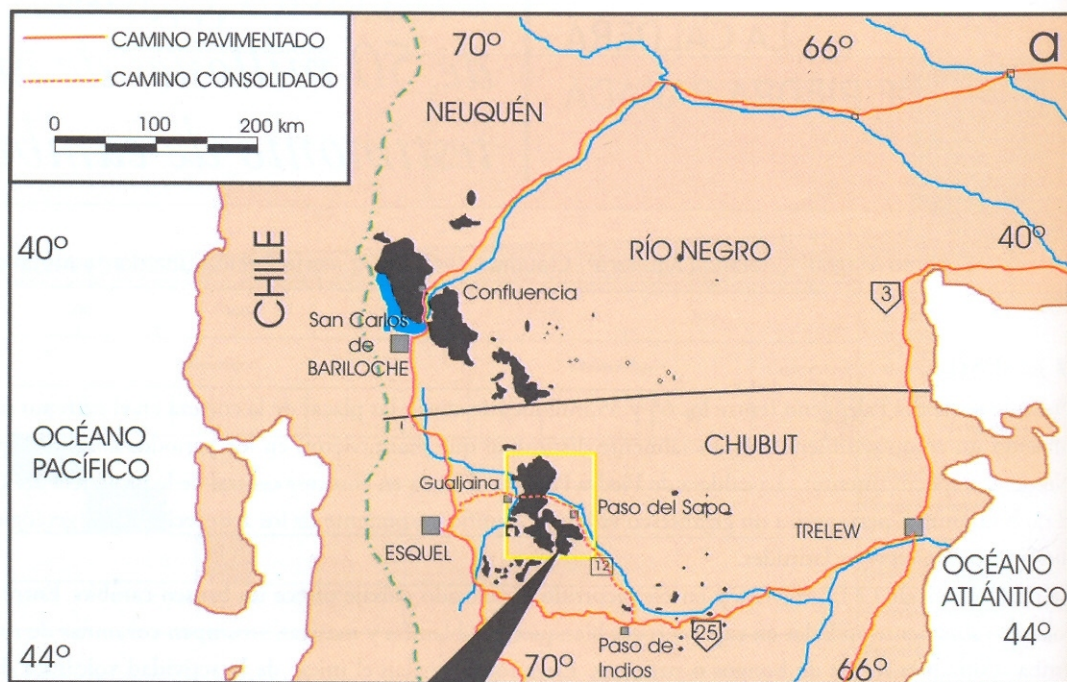 CAMINO PAVIMENTADO
CAMINO CONSOLIDADO
0 100 200 km
70º
66º
a
NEUQUÉN
40º
CHILE
RÍO NEGRO
40º
3
Confluencia
San Carlos
de
BARILOCHE
OCÉANO
PACÍFICO
CHUBUT
Gualjaina
Paso del Sapo
ESQUEL
TRELEW
12
OCÉANO
ATLÁNTICO
25
44º
70º
Paso de
Indios
66º
44º